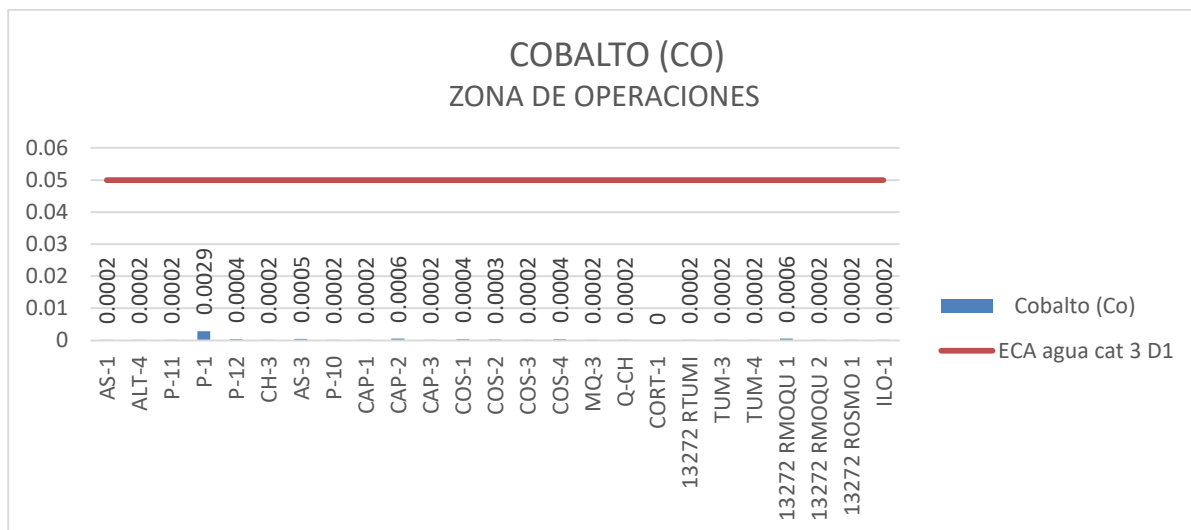 COBALTO (CO)
ZONA DE OPERACIONES
0.06
0.05
0.04
0.03
0.02
0.01
0
0.0002
0.0002
0.0002
0.0029
0.0004
0.0002
0.0005
0.0002
0.0002
0.0006
0.0002
0.0004
0.0003
0.0002
0.0004
0.0002
0.0002
0
0.0002
0.0002
0.0002
0.0006
0.0002
0.0002
0.0002
AS-1
ALT-4
P-11
P-1
P-12
CH-3
AS-3
P-10
CAP-1
CAP-2
CAP-3
COS-1
COS-2
COS-3
COS-4
MQ-3
Q-CH
CORT-1
13272 RTUMI
TUM-3
TUM-4
13272 RMOQU 1
13272 RMOQU 2
13272 ROSMO 1
ILO-1
Cobalto (Co)
ECA agua cat 3 D1